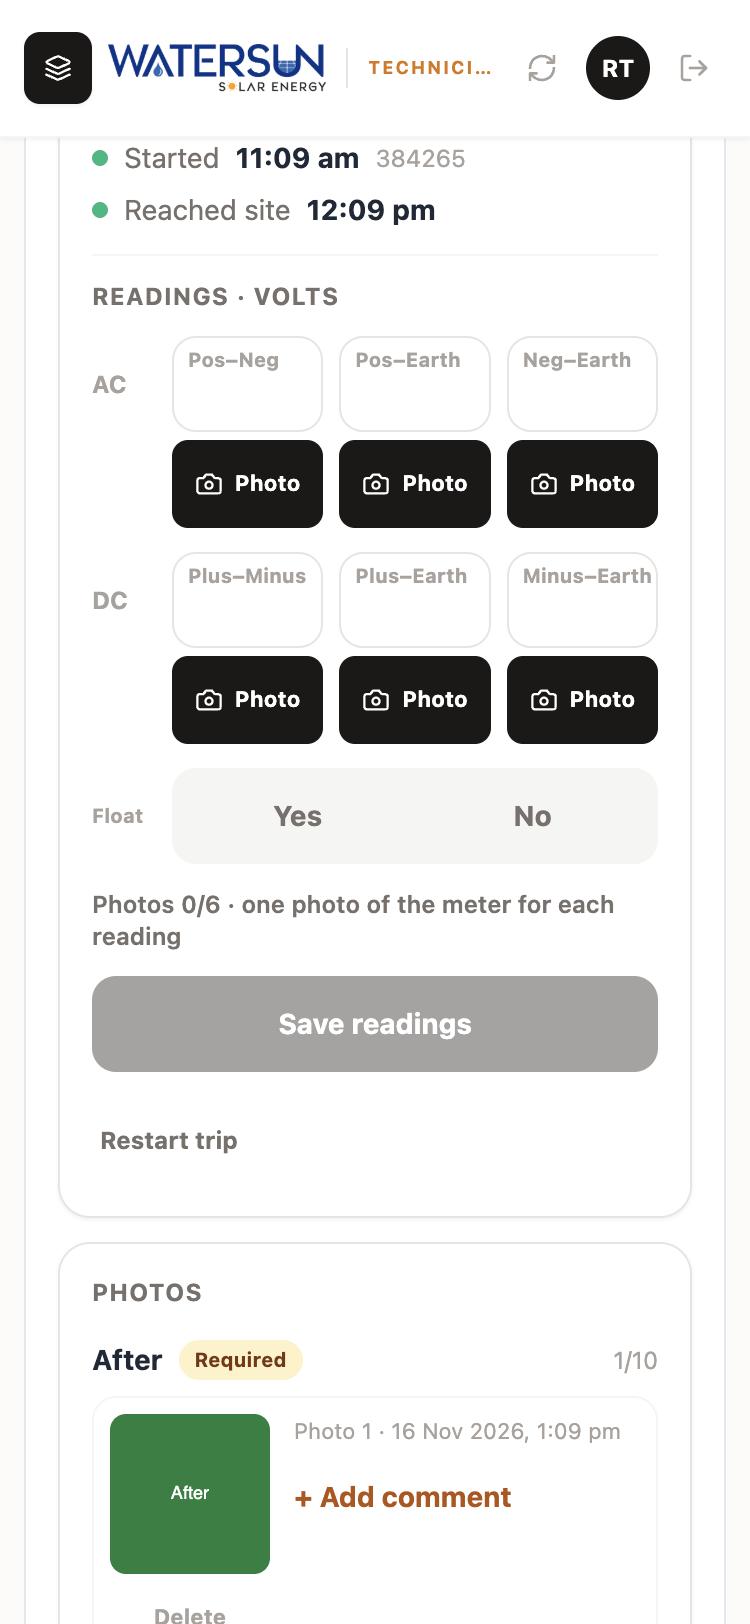 WATERSUN
SOLAR ENERGY
TECHNICI...
RT
Started 11:09 am 384265
Reached site 12:09 pm
READINGS · VOLTS
AC
Pos–Neg
Pos–Earth
Neg–Earth
Photo
Photo
Photo
DC
Plus–Minus
Plus–Earth
Minus–Earth
Photo
Photo
Photo
Float
Yes
No
Photos 0/6 · one photo of the meter for each
reading
Save readings
Restart trip
PHOTOS
After Required 1/10
After
Photo 1 · 16 Nov 2026, 1:09 pm
+ Add comment
Delete